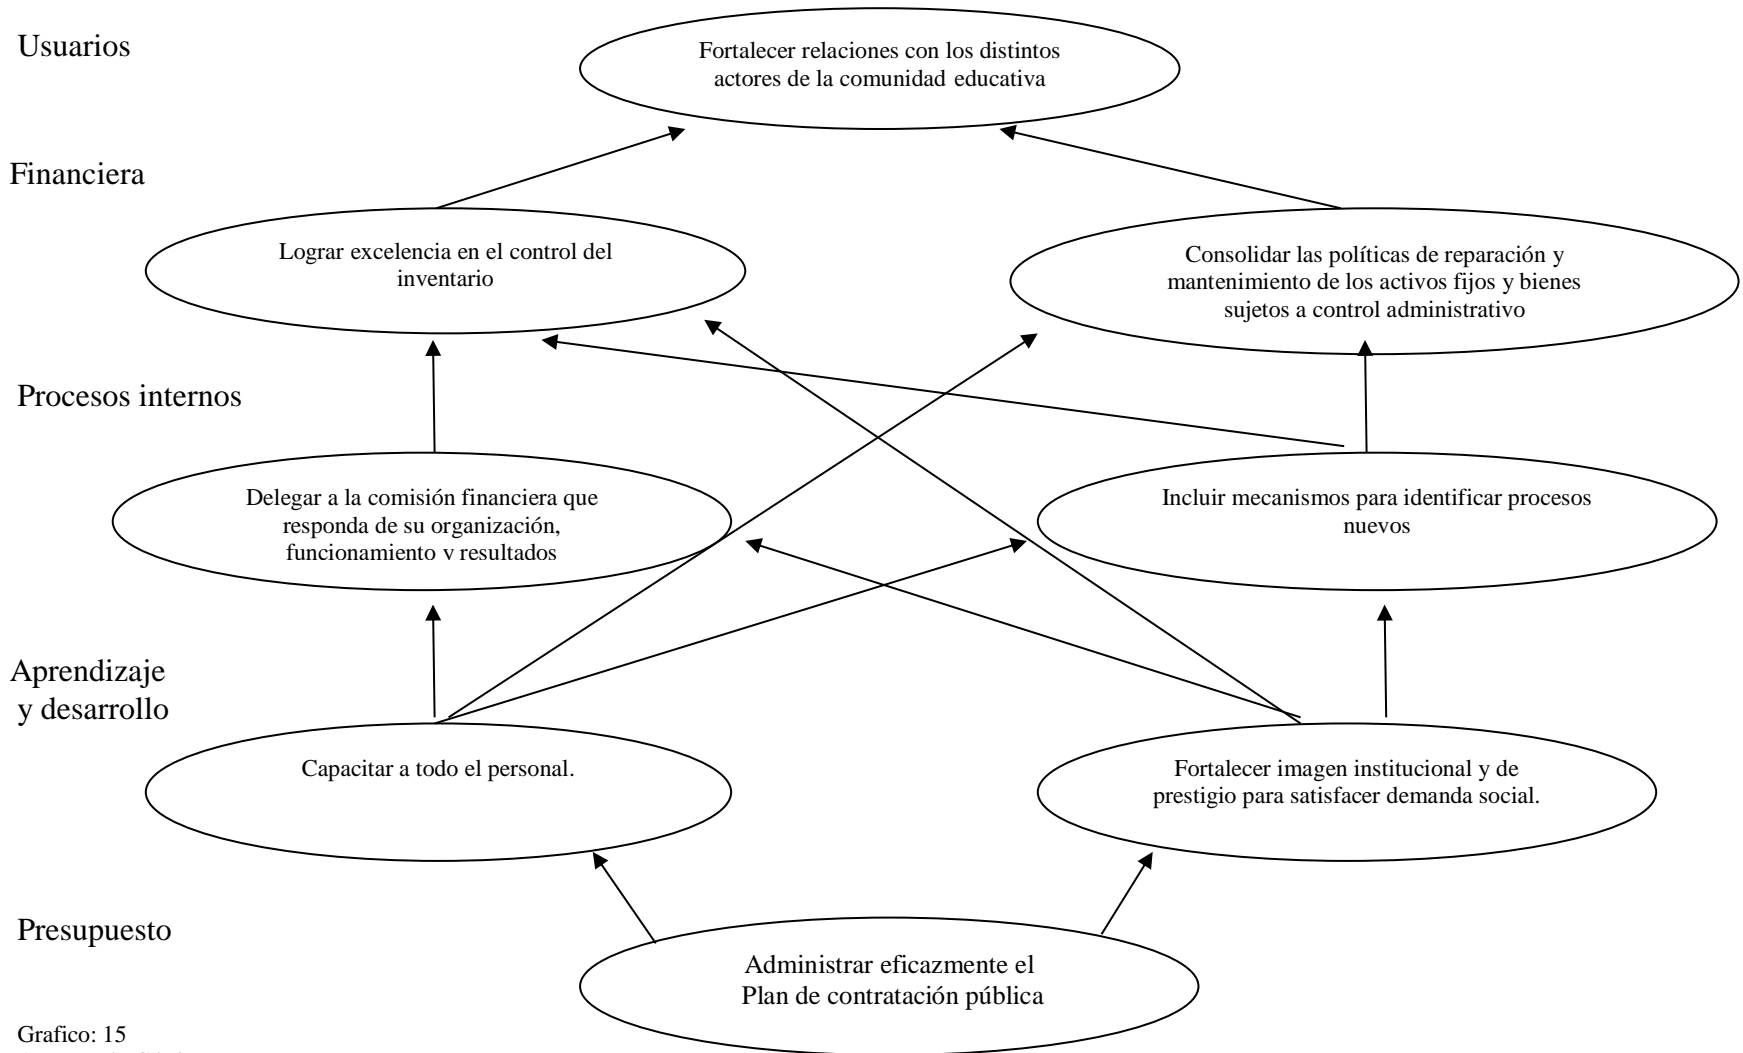 Usuarios
Fortalecer relaciones con los distintos
actores de la comunidad educativa
Financiera
Lograr excelencia en el control del
inventario
Consolidar las políticas de reparación y
mantenimiento de los activos fijos y bienes
sujetos a control administrativo
Procesos internos
Delegar a la comisión financiera que
responda de su organización,
funcionamiento y resultados
Incluir mecanismos para identificar procesos
nuevos
Aprendizaje
y desarrollo
Capacitar a todo el personal.
Fortalecer imagen institucional y de
prestigio para satisfacer demanda social.
Presupuesto
Administrar eficazmente el
Plan de contratación pública
Grafico: 15